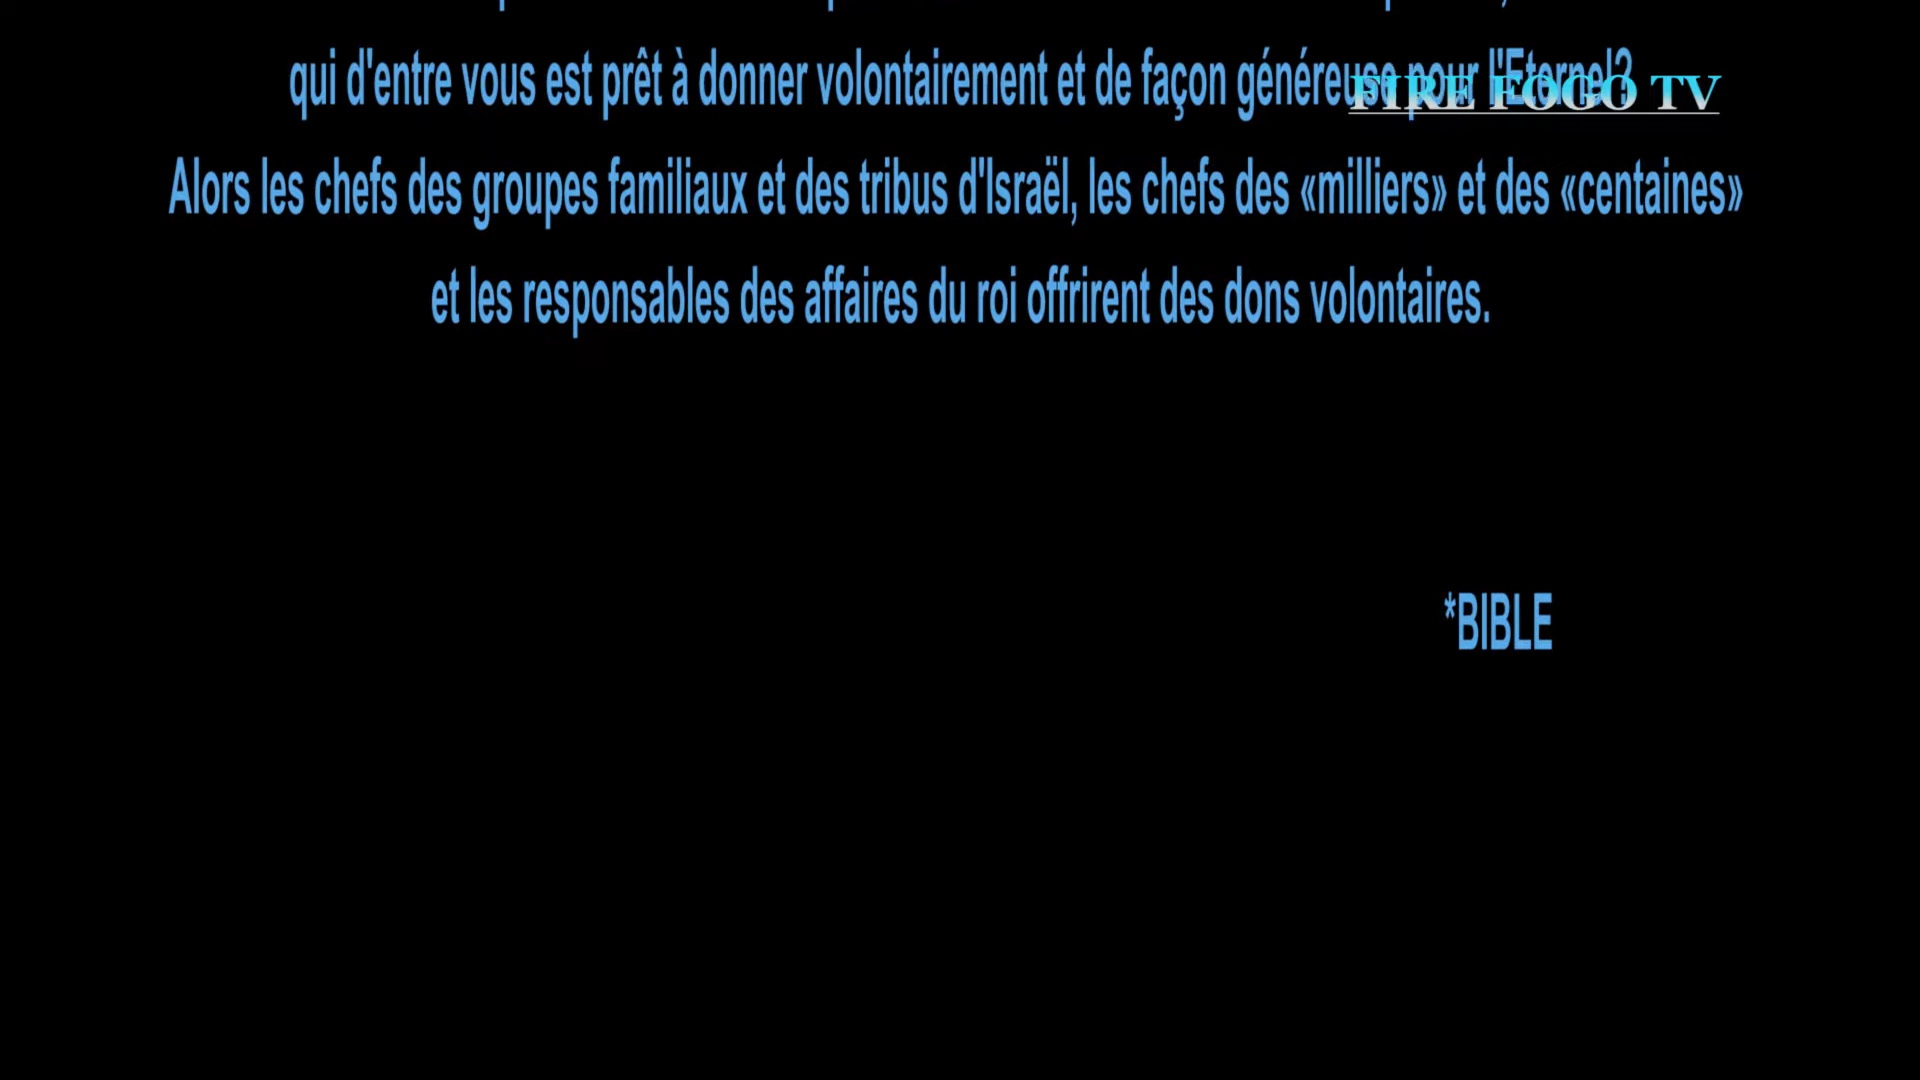 qui d'entre vous est prêt à donner volontairement et de façon généreuse pour l'Eternel?
FIRE FOGO TV
Alors les chefs des groupes familiaux et des tribus d'Israël, les chefs des «milliers» et des «centaines»
et les responsables des affaires du roi offrirent des dons volontaires.
*BIBLE